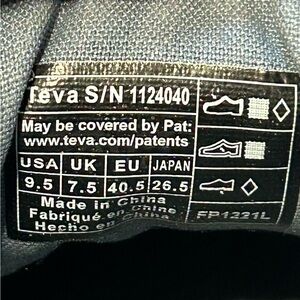 Teva S/N 1124040
May be covered by Pat:
www.teva.com/patents
USA UK EU JAPAN
9.5 7.5 40.5 26.5
Made in China
Fabriqué en Chine
Hecho en China
FP1221L